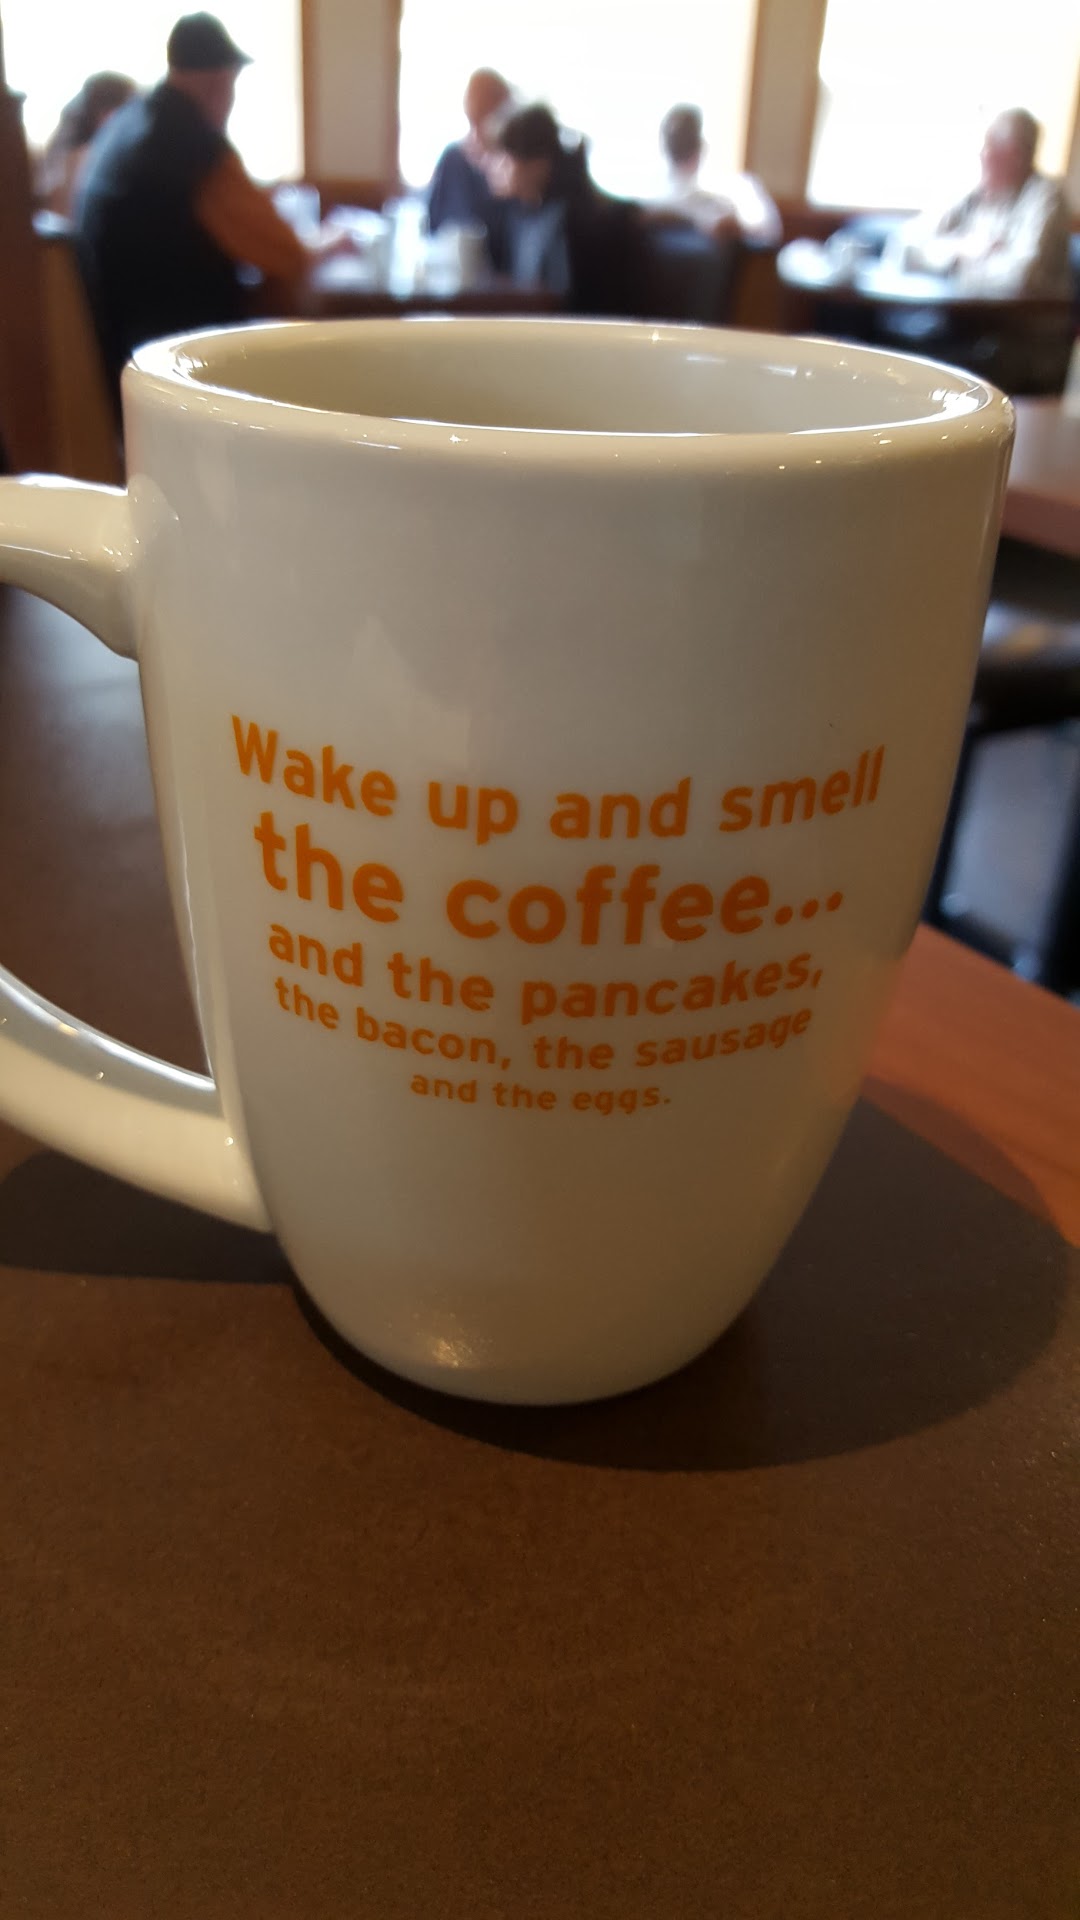 Wake up and smell
the coffee...
and the pancakes,
the bacon, the sausage
and the eggs.